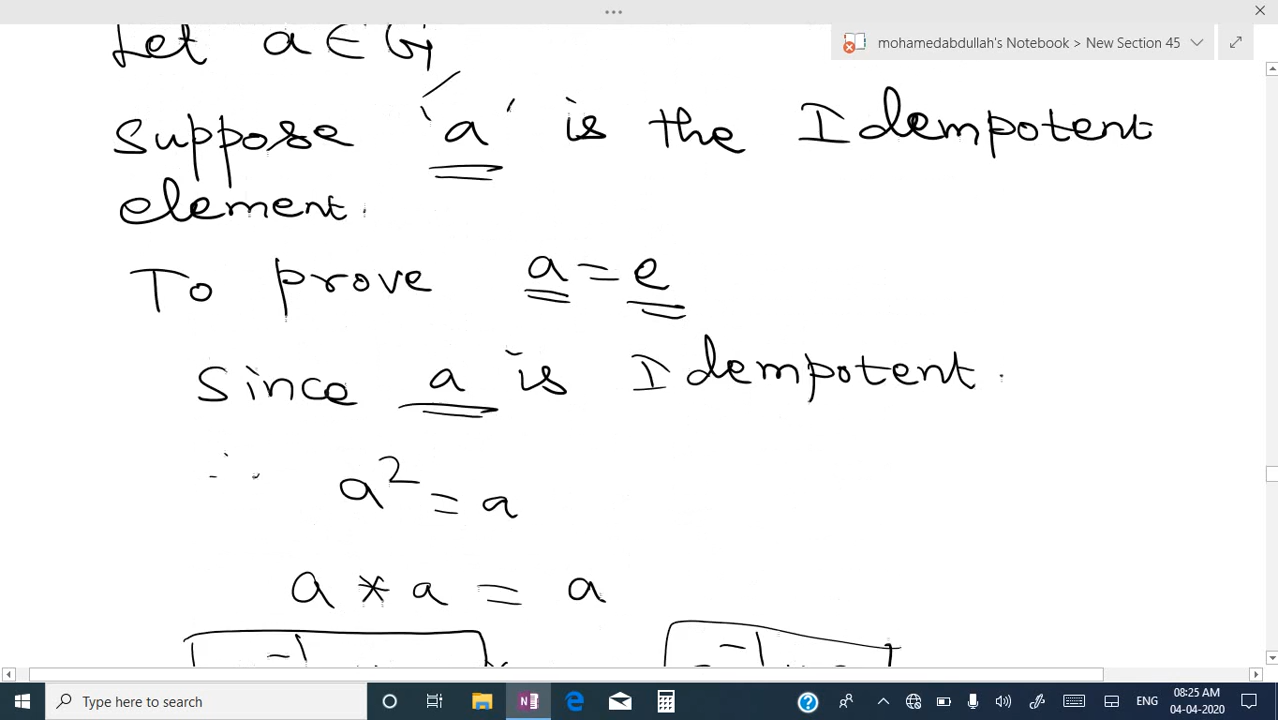 ...
mohamedabdullah's Notebook > New Section 45
Let a ∈ G
Suppose 'a' is the Idempotent
element.
To prove a = e
Since a is Idempotent.
∴ a² = a
a * a = a
Type here to search
ENG
08:25 AM
04-04-2020